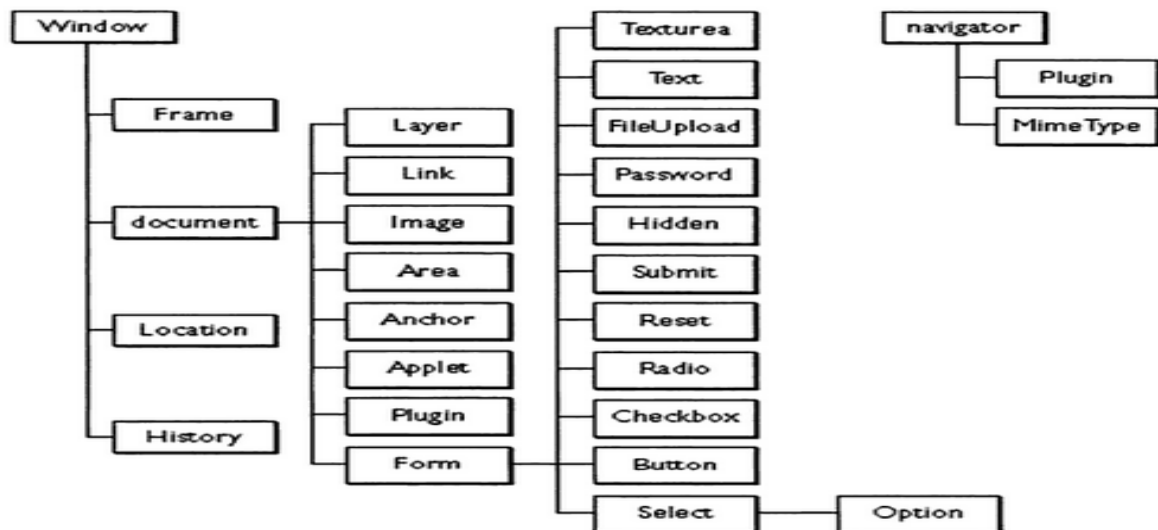 Window
Frame
document
Location
History
Layer
Link
Image
Area
Anchor
Applet
Plugin
Form
Texturea
Text
FileUpload
Password
Hidden
Submit
Reset
Radio
Checkbox
Button
Select
Option
navigator
Plugin
MimeType